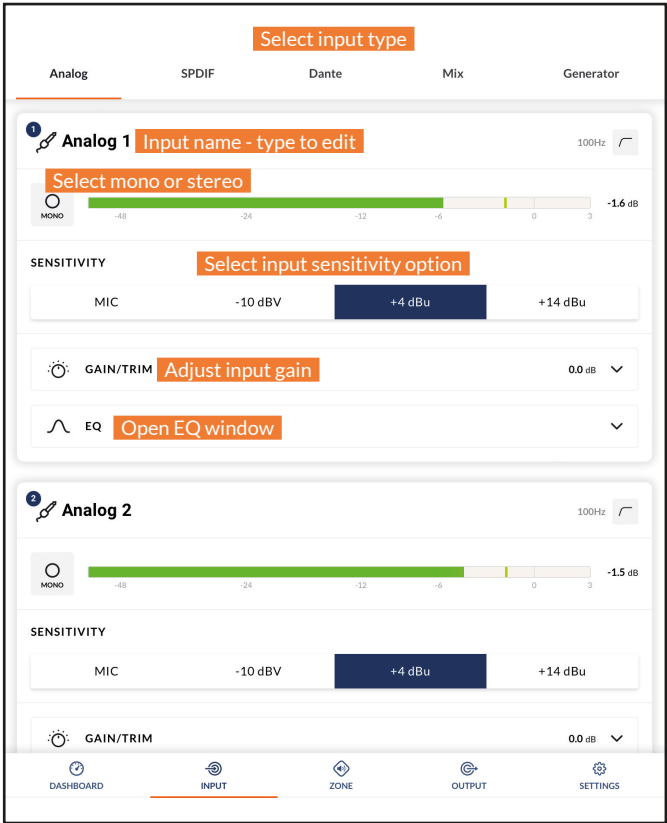 Select input type
Analog SPDIF Dante Mix Generator
1
Analog 1 Input name - type to edit 100Hz
Select mono or stereo
MONO -48 -24 -12 -6 0 3 -1.6 dB
SENSITIVITY Select input sensitivity option
MIC -10 dBV +4 dBu +14 dBu
GAIN/TRIM Adjust input gain 0.0 dB
EQ Open EQ window
2
Analog 2 100Hz
MONO -48 -24 -12 -6 0 3 -1.5 dB
SENSITIVITY
MIC -10 dBV +4 dBu +14 dBu
GAIN/TRIM 0.0 dB
DASHBOARD INPUT ZONE OUTPUT SETTINGS